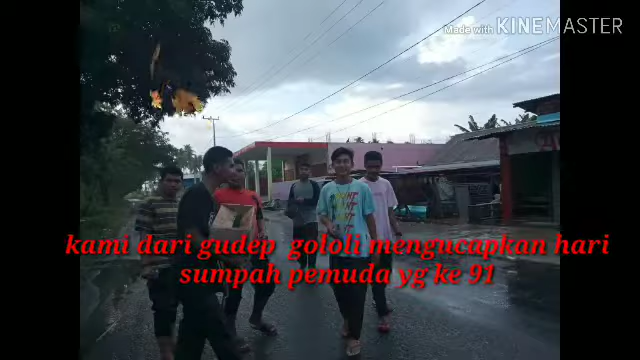 Made with KINEMASTER
kami dari gudep gololi mengucapkan hari
sumpah pemuda yg ke 91